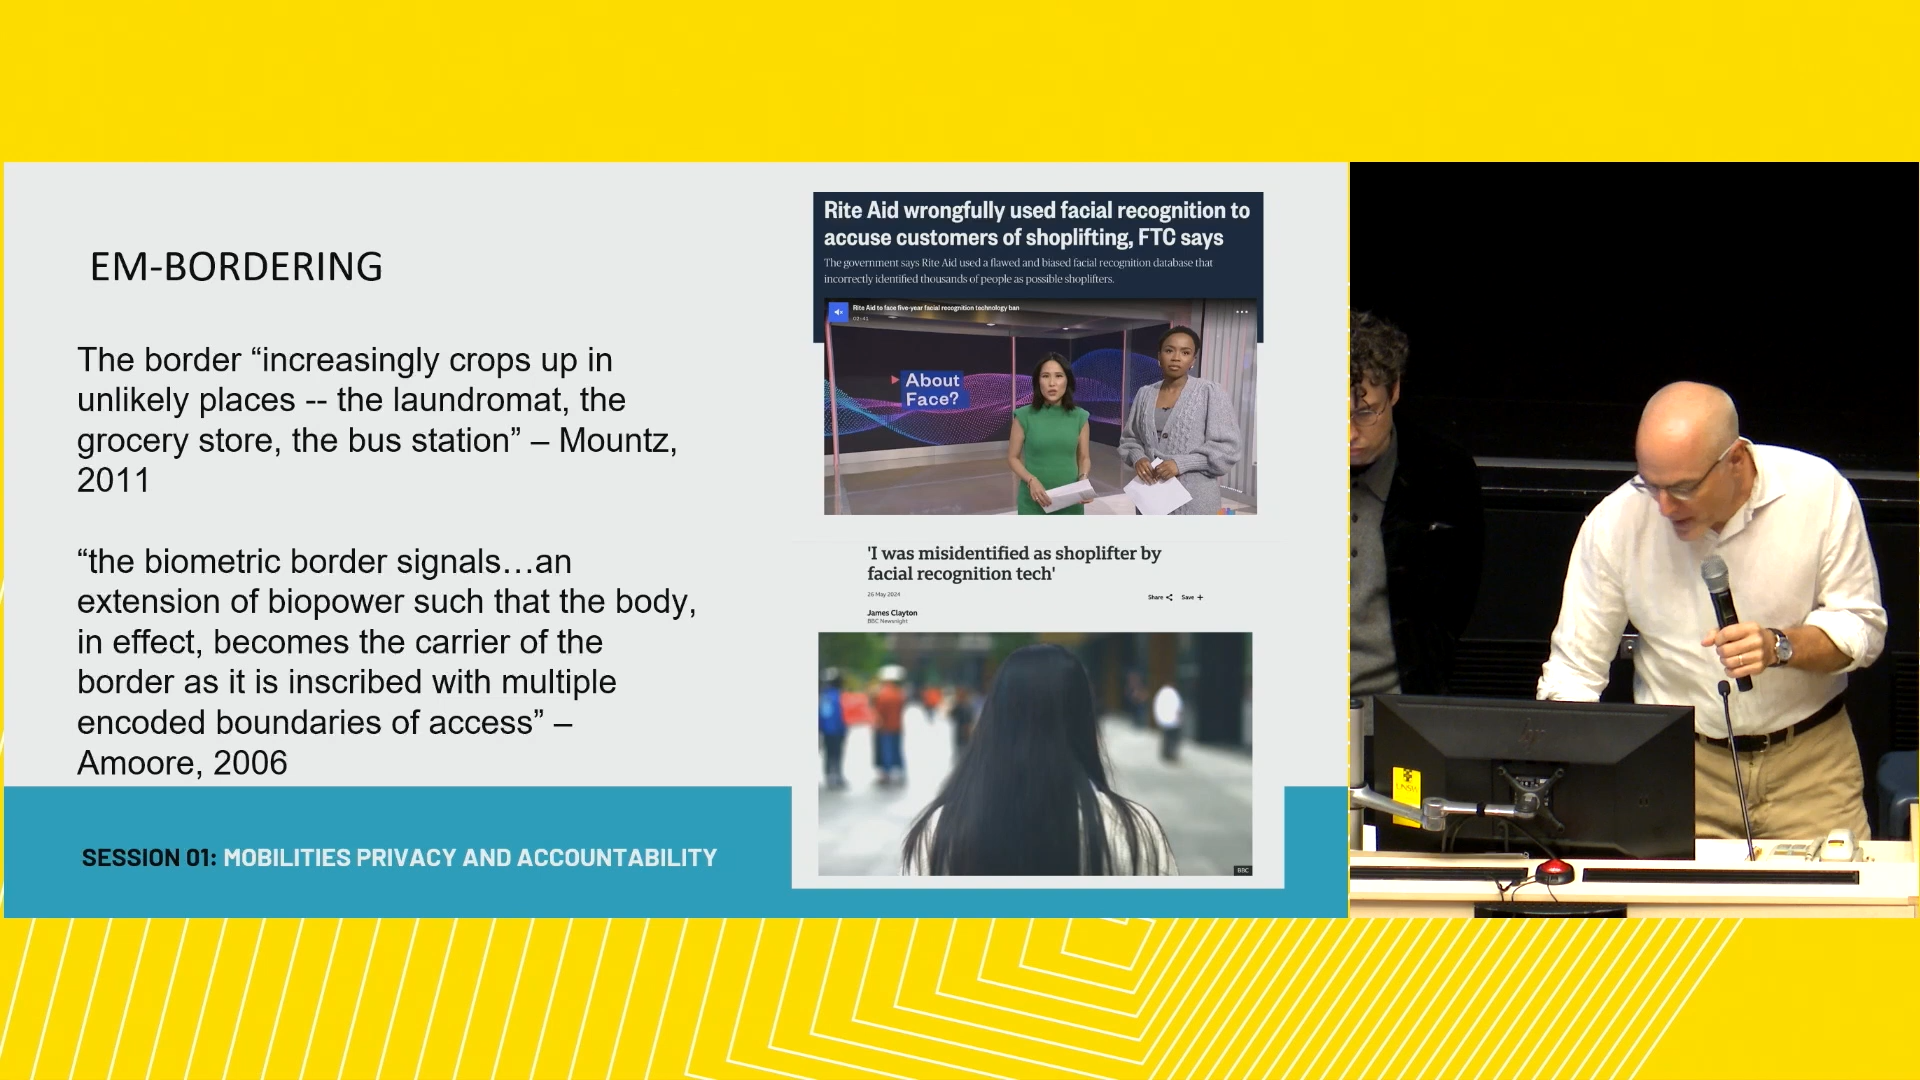 EM-BORDERING
The border “increasingly crops up in
unlikely places -- the laundromat, the
grocery store, the bus station” – Mountz,
2011
“the biometric border signals…an
extension of biopower such that the body,
in effect, becomes the carrier of the
border as it is inscribed with multiple
encoded boundaries of access” –
Amoore, 2006
SESSION 01: MOBILITIES PRIVACY AND ACCOUNTABILITY
Rite Aid wrongfully used facial recognition to
accuse customers of shoplifting, FTC says
The government says Rite Aid used a flawed and biased facial recognition database that
incorrectly identified thousands of people as possible shoplifters.
Rite Aid to face five-year facial recognition technology ban
About
Face?
'I was misidentified as shoplifter by
facial recognition tech'
26 May 2024
Share Save +
James Clayton
BBC Newsnight
BBC
UNSW